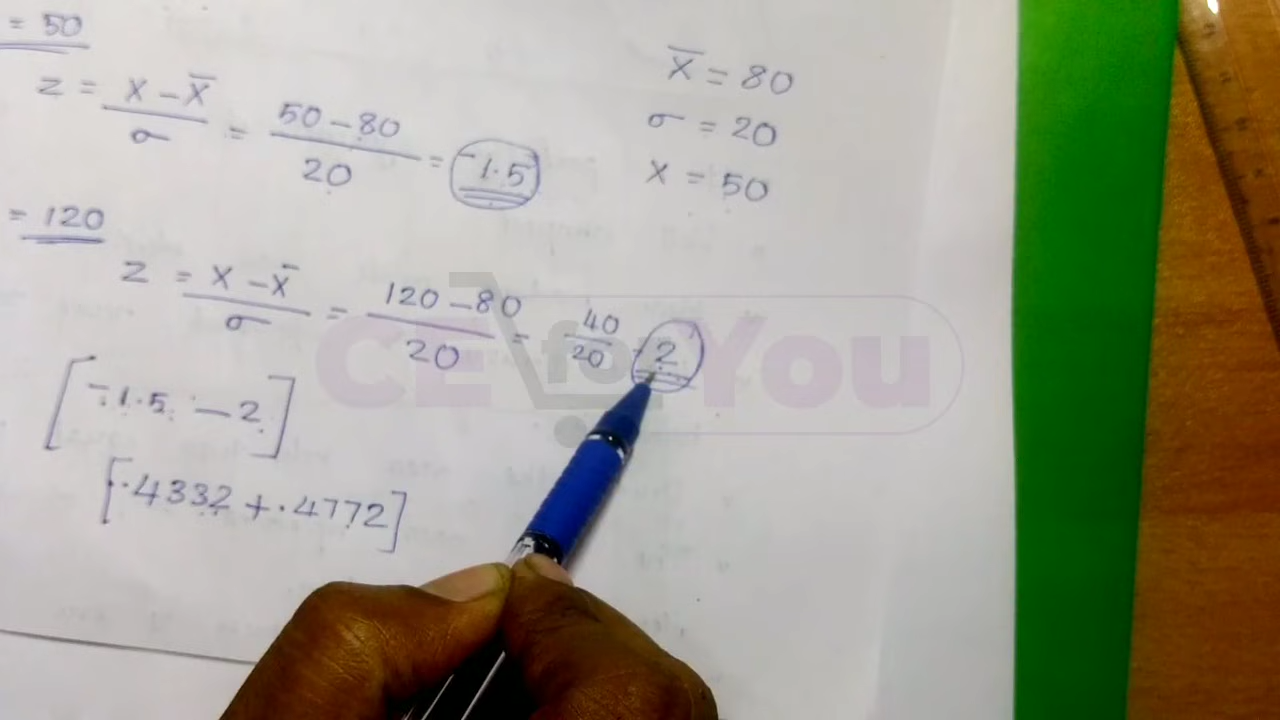 = 50
z = x - x̄ / σ = 50 - 80 / 20 = -1.5
x̄ = 80
σ = 20
x = 50
= 120
z = x - x̄ / σ = 120 - 80 / 20 = 40 / 20 = 2
[-1.5 - 2]
[.4332 + .4772]
CE for You